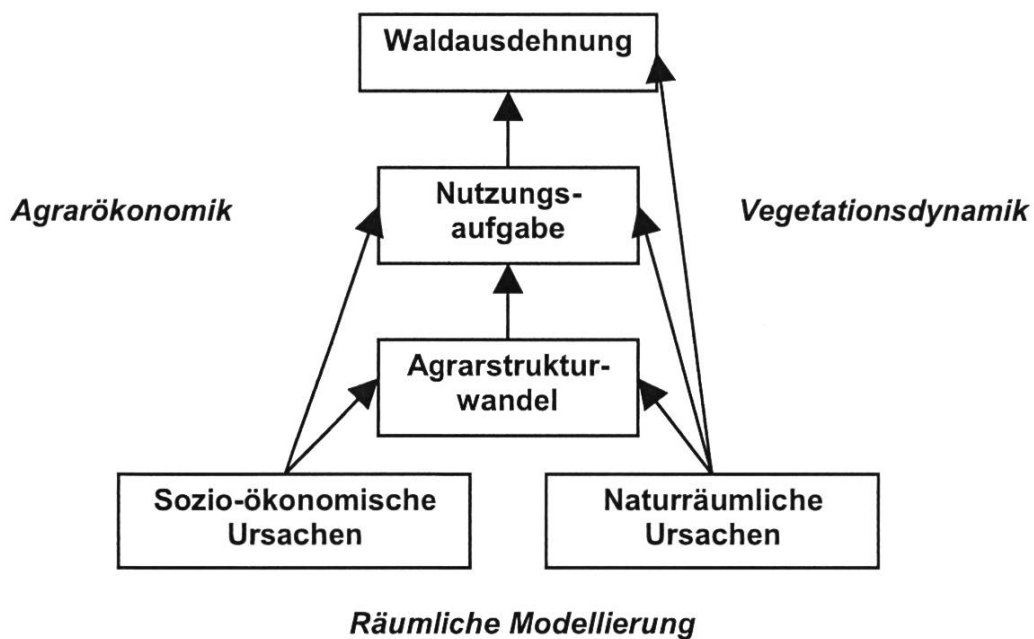 Waldausdehnung
Agrarökonomik
Nutzungs-
aufgabe
Vegetationsdynamik
Agrarstruktur-
wandel
Sozio-ökonomische
Ursachen
Naturräumliche
Ursachen
Räumliche Modellierung